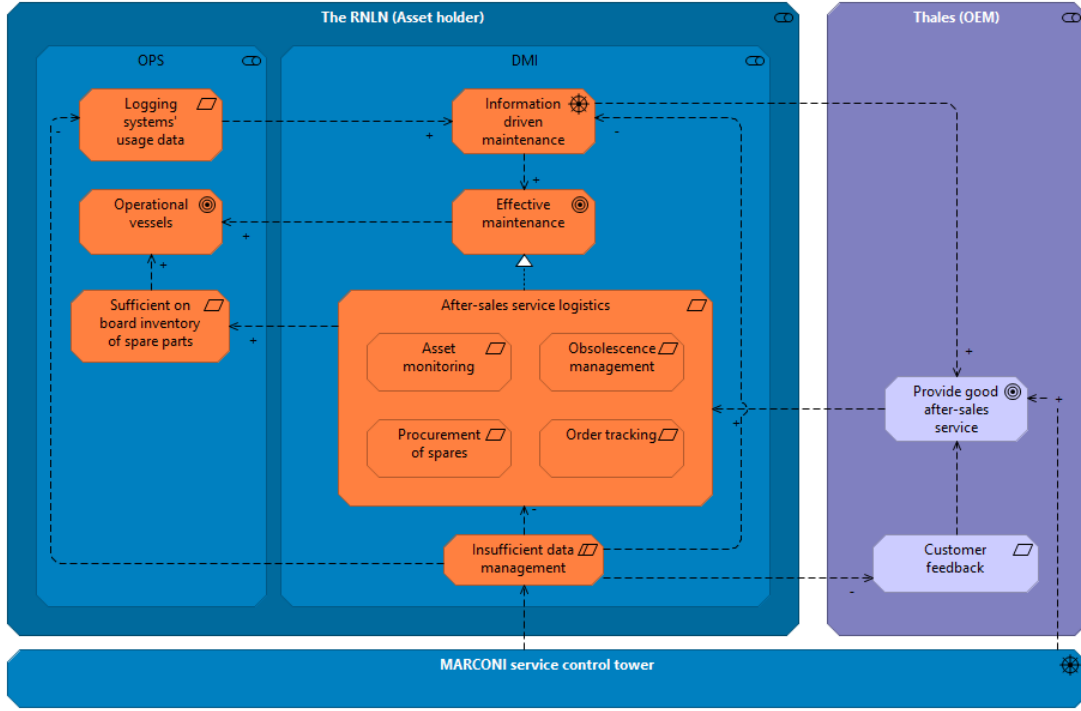 The RNLN (Asset holder)
Thales (OEM)
OPS
DMI
Logging
systems'
usage data
-
+
Information
driven
maintenance
-
+
Operational
vessels
+
Effective
maintenance
+
Sufficient on
board inventory
of spare parts
+
After-sales service logistics
Asset
monitoring
Obsolescence
management
Procurement
of spares
Order tracking
+
+
Provide good
after-sales
service
+
-
Insufficient data
management
-
Customer
feedback
MARCONI service control tower